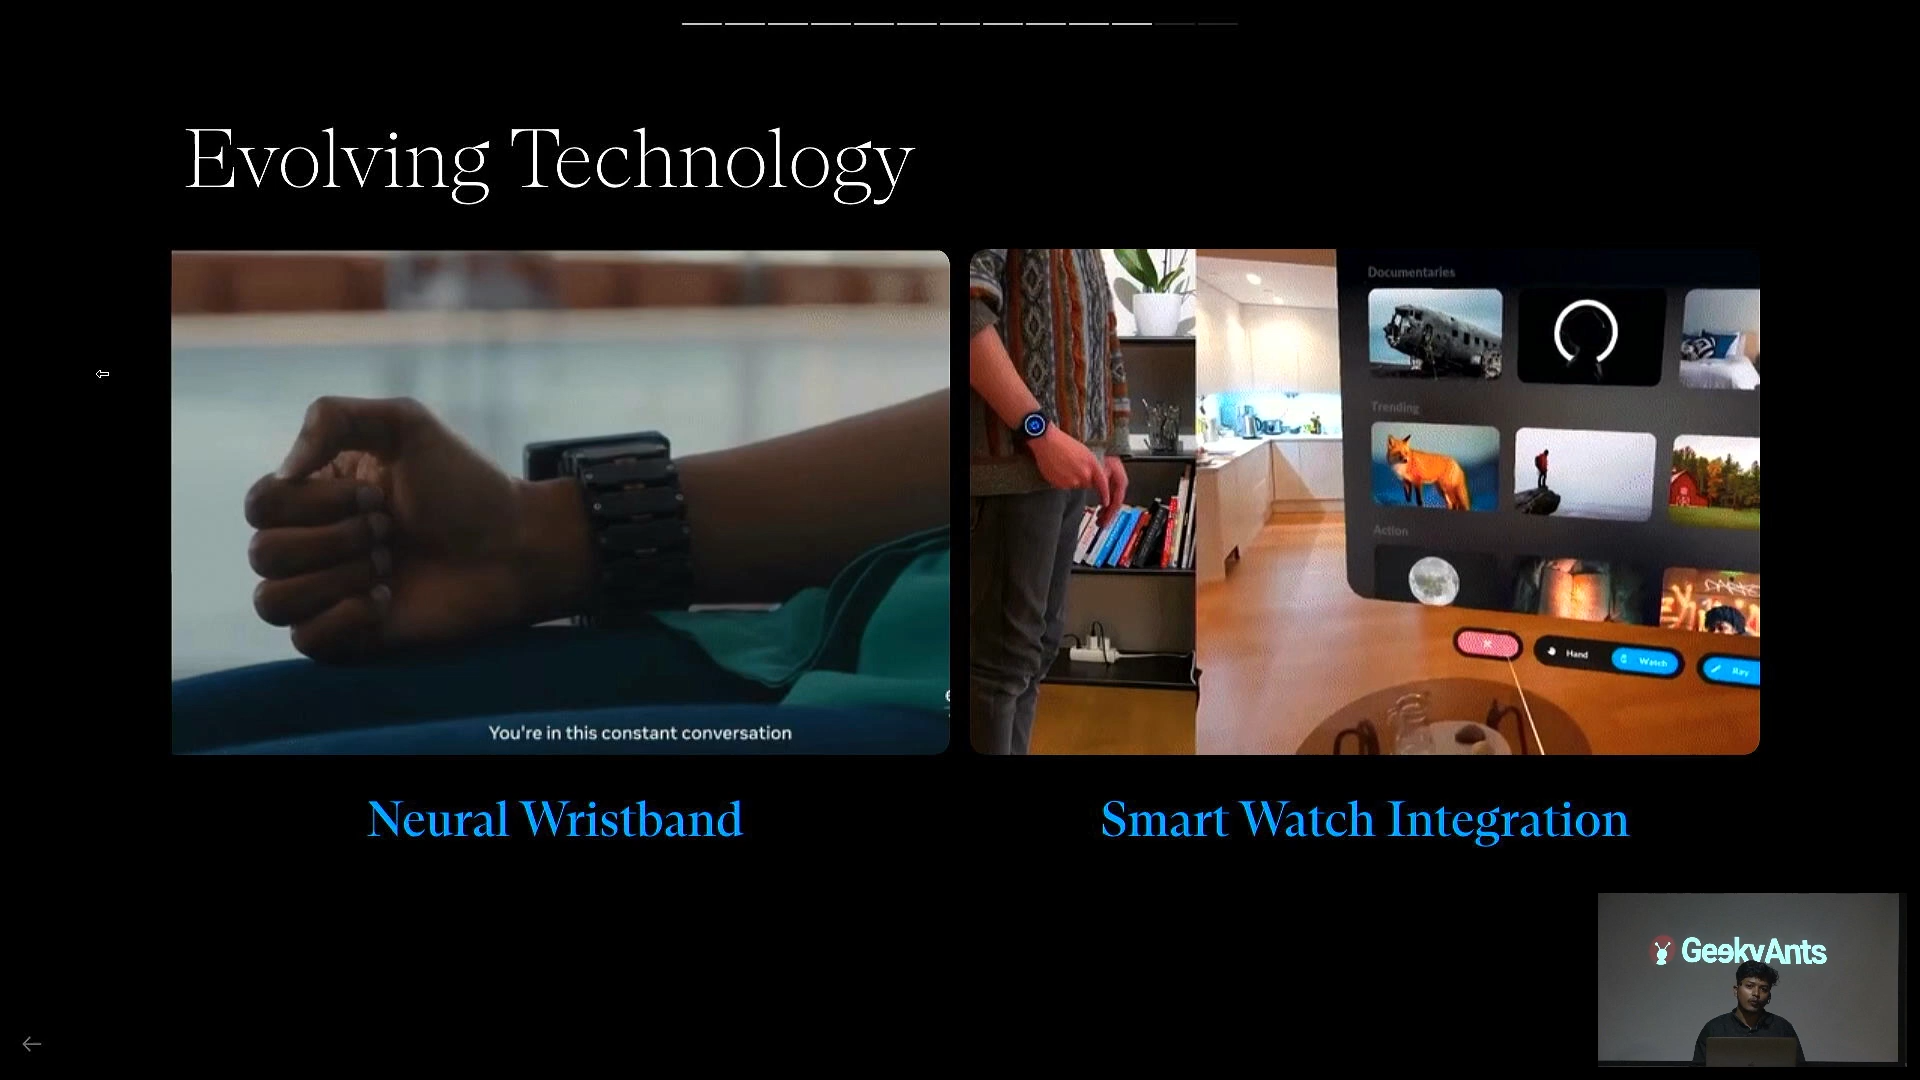 Evolving Technology
You're in this constant conversation
Documentaries
Trending
Action
Hand
Watch
Ray
Neural Wristband
Smart Watch Integration
GeekyAnts